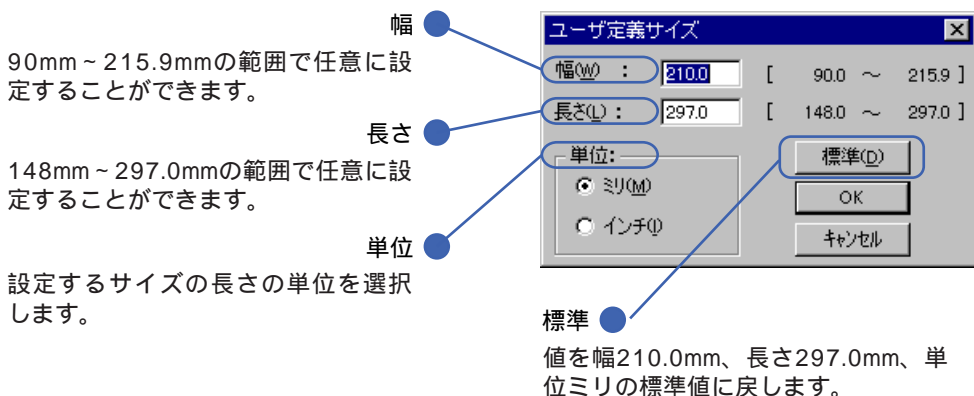 幅
90mm~215.9mmの範囲で任意に設
定することができます。
長さ
148mm~297.0mmの範囲で任意に設
定することができます。
単位
設定するサイズの長さの単位を選択
します。
ユーザ定義サイズ
幅(W) : 210.0 [ 90.0 ～ 215.9 ]
長さ(L) : 297.0 [ 148.0 ～ 297.0 ]
単位:
ミリ(M)
インチ(I)
標準(D)
OK
キャンセル
標準
値を幅210.0mm、長さ297.0mm、単
位ミリの標準値に戻します。